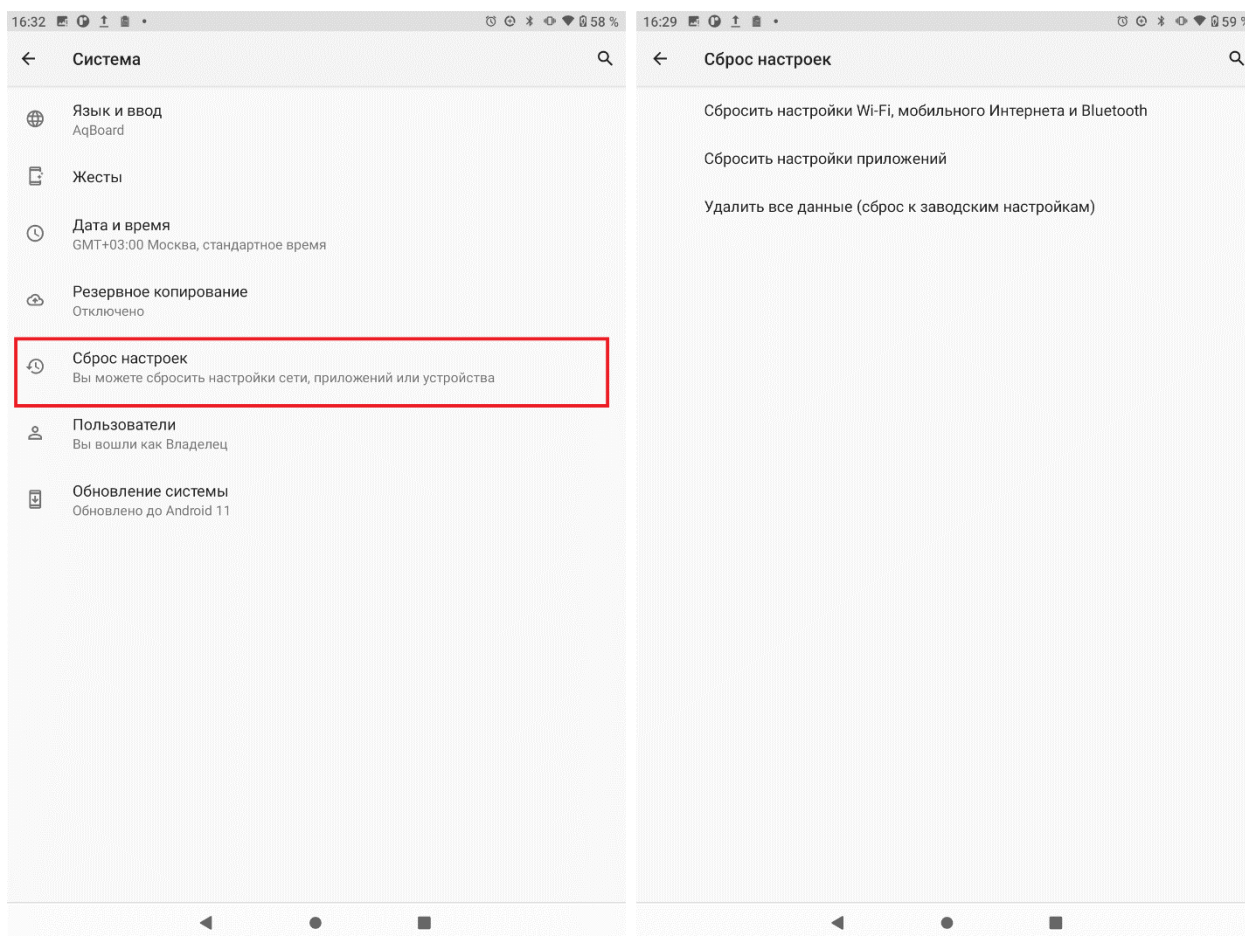 16:32
58 %
Система
Язык и ввод
AqBoard
Жесты
Дата и время
GMT+03:00 Москва, стандартное время
Резервное копирование
Отключено
Сброс настроек
Вы можете сбросить настройки сети, приложений или устройства
Пользователи
Вы вошли как Владелец
Обновление системы
Обновлено до Android 11
16:29
59 %
Сброс настроек
Сбросить настройки Wi-Fi, мобильного Интернета и Bluetooth
Сбросить настройки приложений
Удалить все данные (сброс к заводским настройкам)